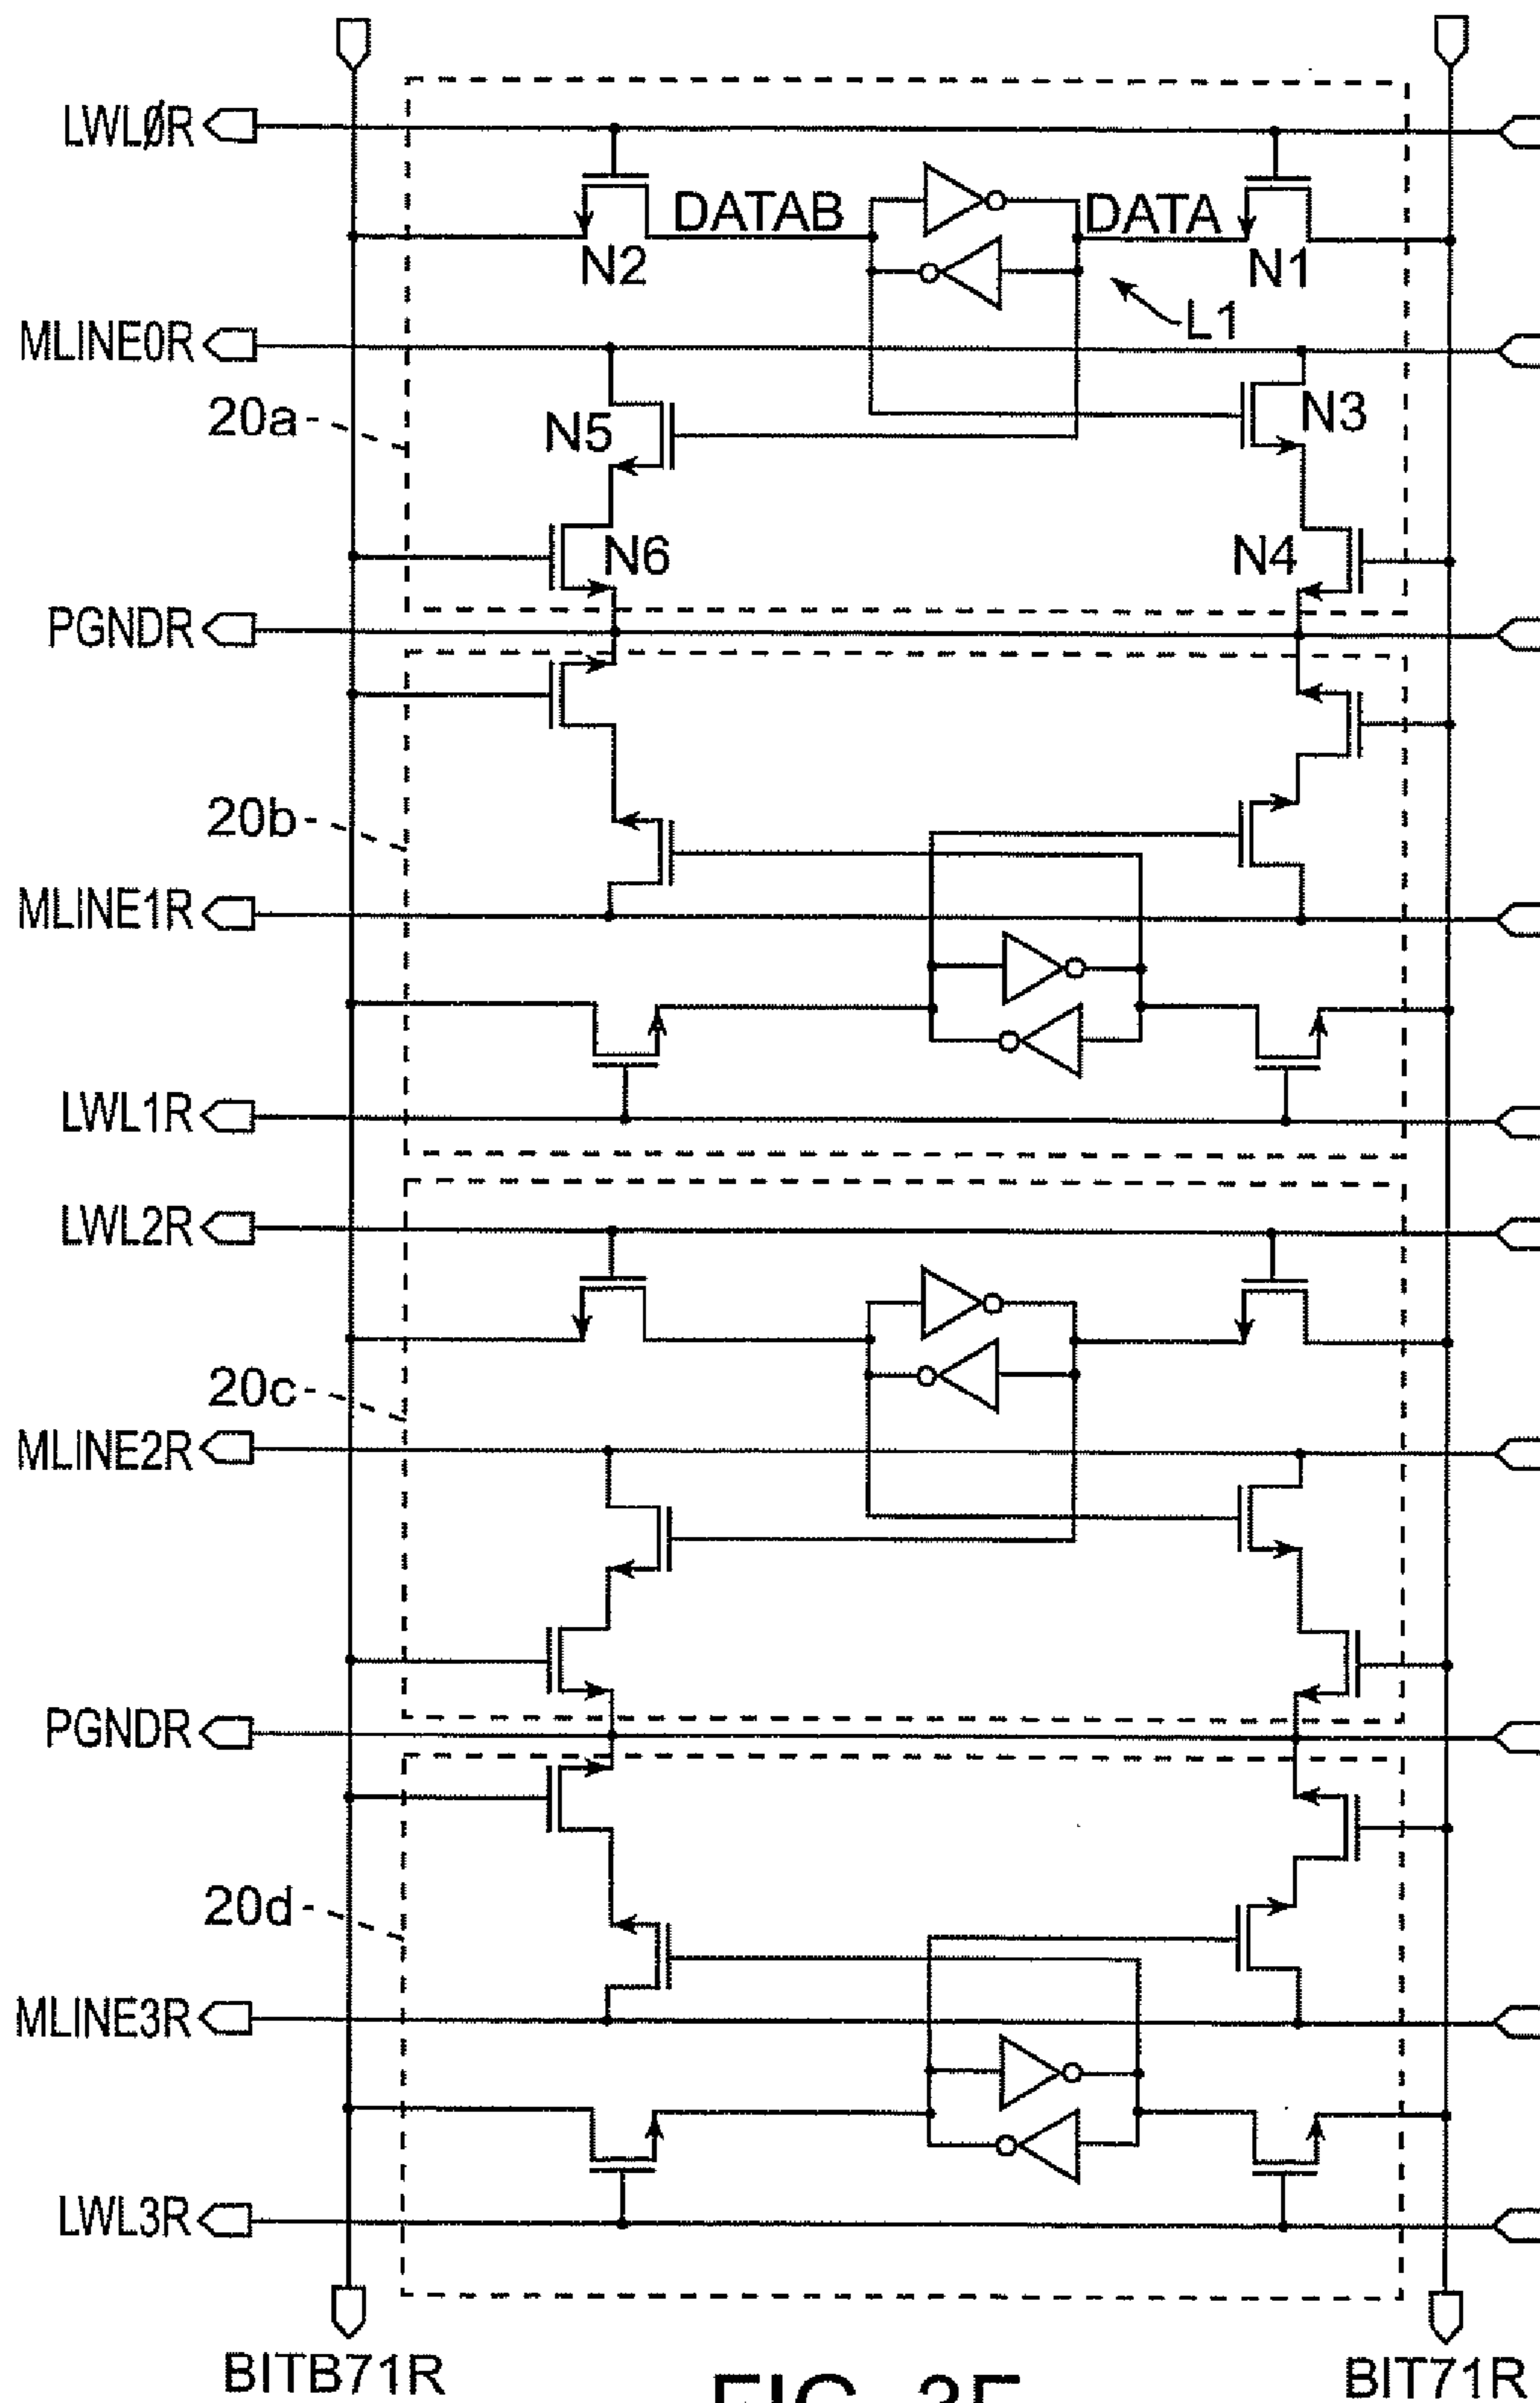 LWLØR
DATAB
DATA
N2
N1
L1
MLINE0R
20a
N5
N3
N6
N4
PGNDR
20b
MLINE1R
LWL1R
LWL2R
20c
MLINE2R
PGNDR
20d
MLINE3R
LWL3R
BITB71R
BIT71R